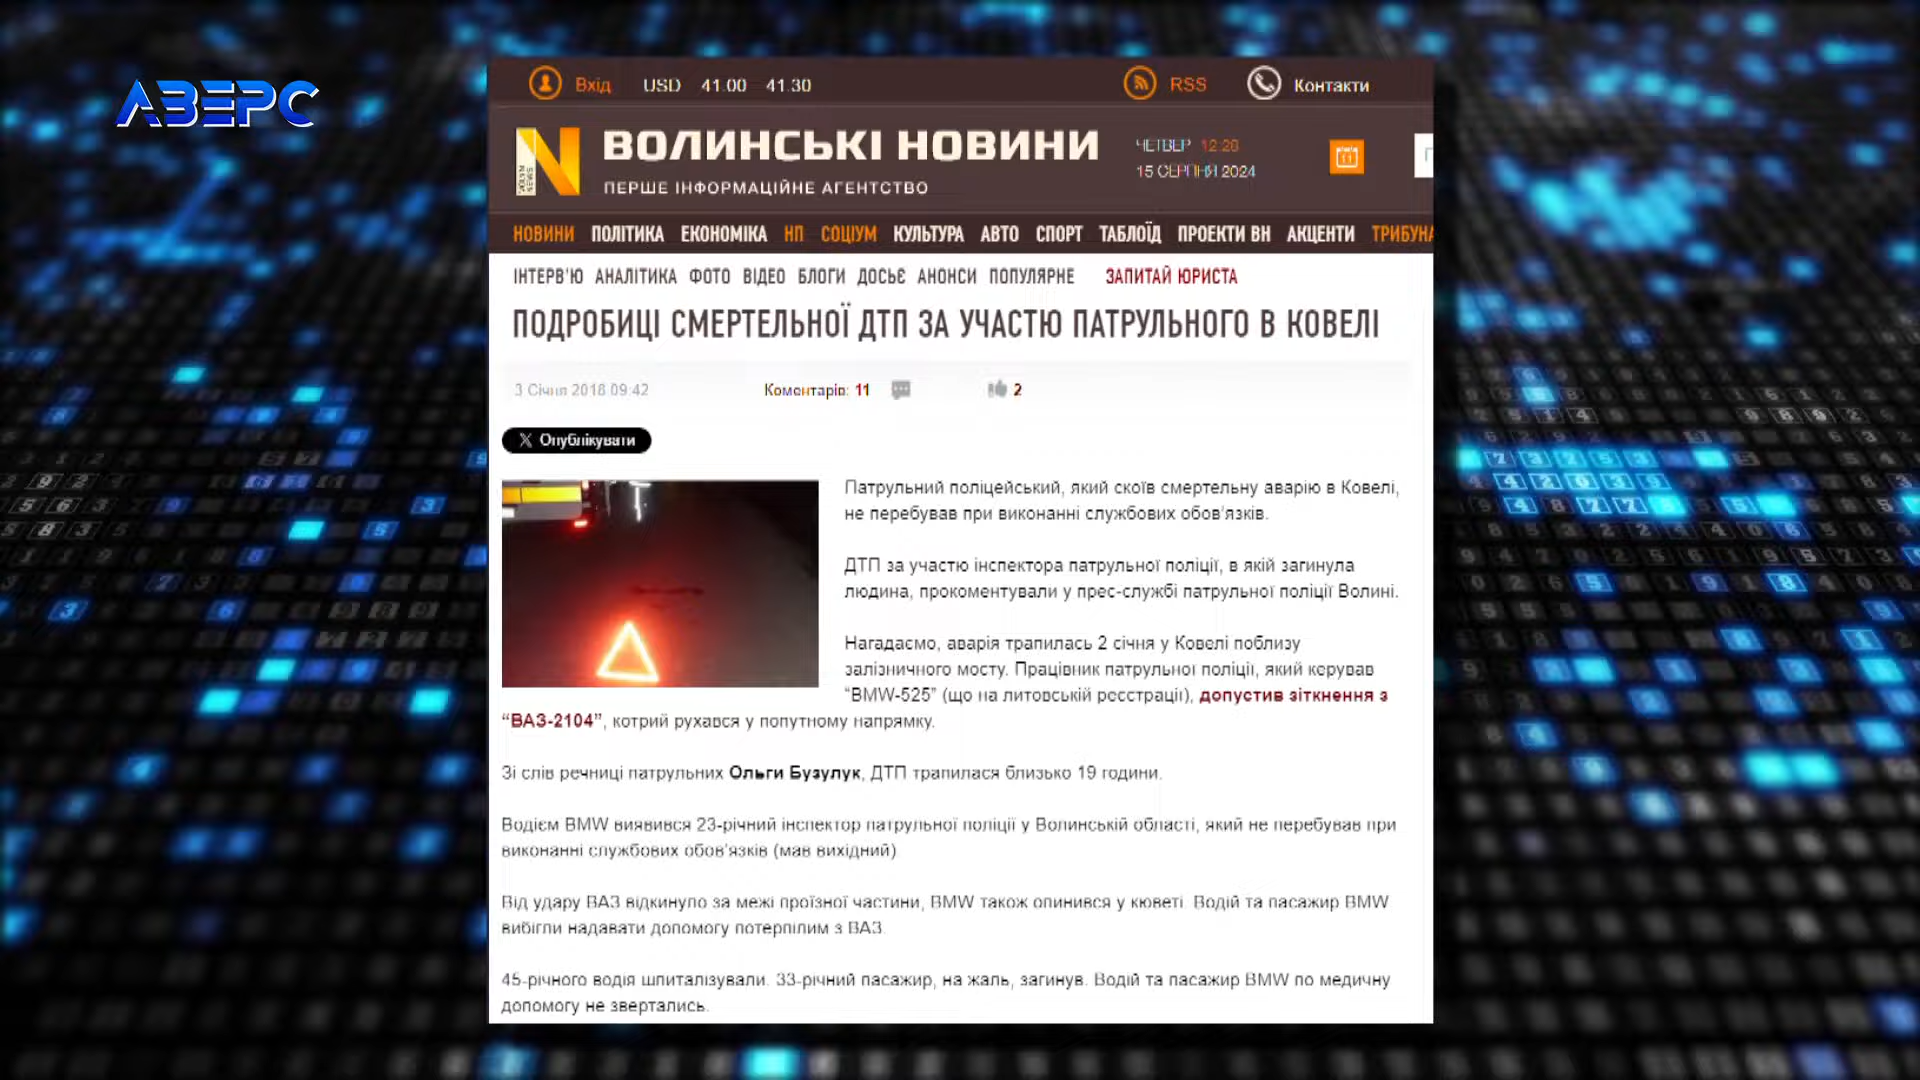 АВЕРС
Вхід USD 41.00 41.30 RSS Контакти
VOLYN NEWS
ВОЛИНСЬКІ НОВИНИ
ПЕРШЕ ІНФОРМАЦІЙНЕ АГЕНТСТВО
ЧЕТВЕР 12:20
15 СЕРПНЯ 2024
11
НОВИНИ ПОЛІТИКА ЕКОНОМІКА НП СОЦІУМ КУЛЬТУРА АВТО СПОРТ ТАБЛОЇД ПРОЕКТИ ВН АКЦЕНТИ ТРИБУНА
ІНТЕРВ'Ю АНАЛІТИКА ФОТО ВІДЕО БЛОГИ ДОСЬЄ АНОНСИ ПОПУЛЯРНЕ ЗАПИТАЙ ЮРИСТА
ПОДРОБИЦІ СМЕРТЕЛЬНОЇ ДТП ЗА УЧАСТЮ ПАТРУЛЬНОГО В КОВЕЛІ
3 Січня 2018 09:42 Коментарів: 11 2
Опублікувати
Патрульний поліцейський, який скоїв смертельну аварію в Ковелі,
не перебував при виконанні службових обов'язків.
ДТП за участю інспектора патрульної поліції, в якій загинула
людина, прокоментували у прес-службі патрульної поліції Волині.
Нагадаємо, аварія трапилась 2 січня у Ковелі поблизу
залізничного мосту. Працівник патрульної поліції, який керував
“BMW-525” (що на литовській реєстрації), допустив зіткнення з
“ВАЗ-2104”, котрий рухався у попутному напрямку.
Зі слів речниці патрульних Ольги Бузулук, ДТП трапилася близько 19 години.
Водієм BMW виявився 23-річний інспектор патрульної поліції у Волинській області, який не перебував при
виконанні службових обов'язків (мав вихідний)
Від удару ВАЗ відкинуло за межі проїзної частини, BMW також опинився у кюветі. Водій та пасажир BMW
вибігли надавати допомогу потерпілим з ВАЗ.
45-річного водія шпиталізували. 33-річний пасажир, на жаль, загинув. Водій та пасажир BMW по медичну
допомогу не звертались.